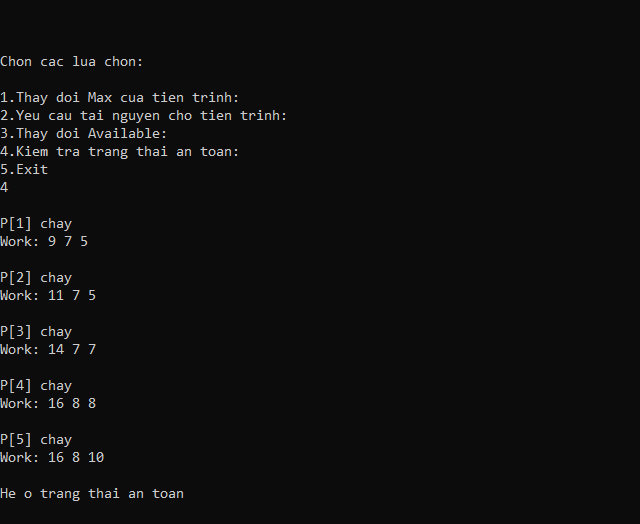 Chon cac lua chon:
1.Thay doi Max cua tien trinh:
2.Yeu cau tai nguyen cho tien trinh:
3.Thay doi Available:
4.Kiem tra trang thai an toan:
5.Exit
4
P[1] chay
Work: 9 7 5
P[2] chay
Work: 11 7 5
P[3] chay
Work: 14 7 7
P[4] chay
Work: 16 8 8
P[5] chay
Work: 16 8 10
He o trang thai an toan